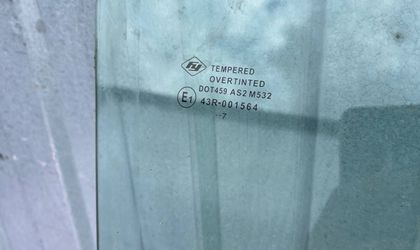 TEMPERED
OVERTINTED
DOT459 AS2 M532
E1 43R-001564
--7